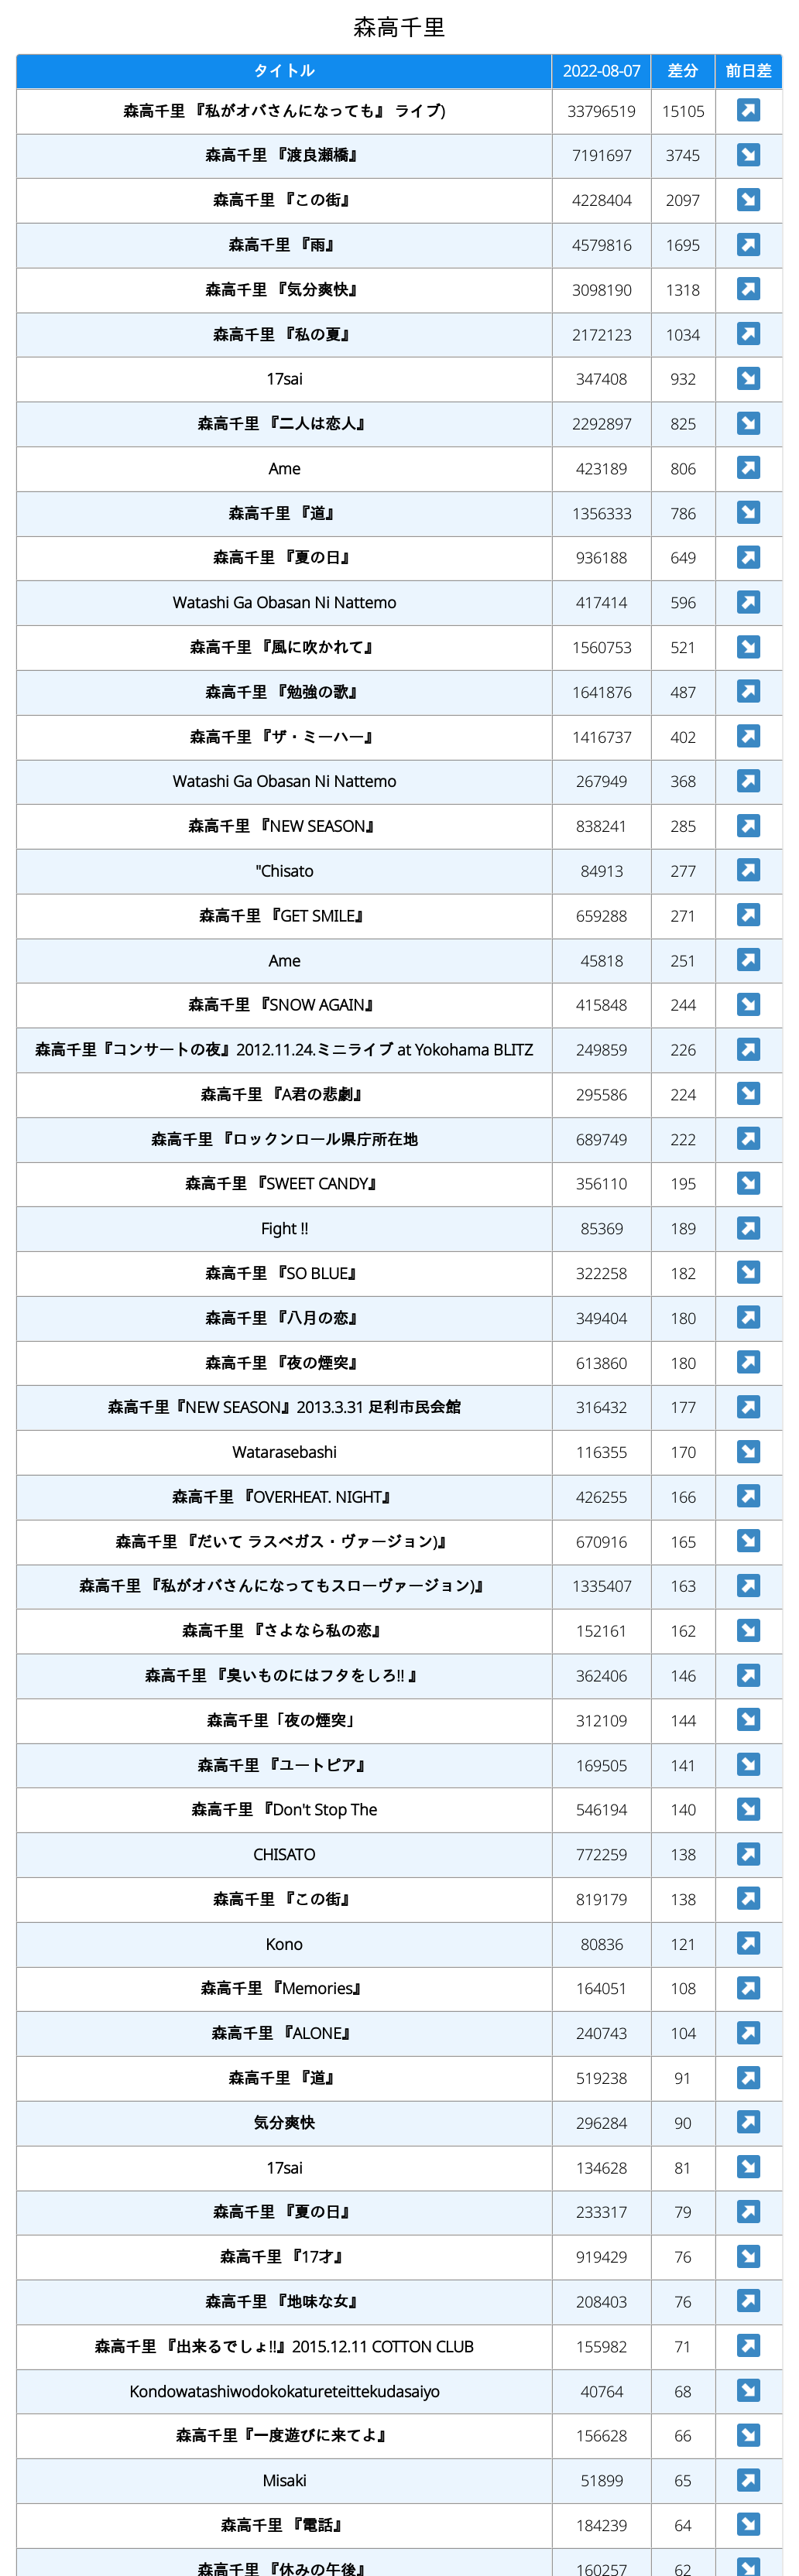 森高千里
タイトル 2022-08-07 差分 前日差
森高千里 『私がオバさんになっても』 ライブ) 33796519 15105
森高千里 『渡良瀬橋』 7191697 3745
森高千里 『この街』 4228404 2097
森高千里 『雨』 4579816 1695
森高千里 『気分爽快』 3098190 1318
森高千里 『私の夏』 2172123 1034
17sai 347408 932
森高千里 『二人は恋人』 2292897 825
Ame 423189 806
森高千里 『道』 1356333 786
森高千里 『夏の日』 936188 649
Watashi Ga Obasan Ni Nattemo 417414 596
森高千里 『風に吹かれて』 1560753 521
森高千里 『勉強の歌』 1641876 487
森高千里 『ザ・ミーハー』 1416737 402
Watashi Ga Obasan Ni Nattemo 267949 368
森高千里 『NEW SEASON』 838241 285
"Chisato 84913 277
森高千里 『GET SMILE』 659288 271
Ame 45818 251
森高千里 『SNOW AGAIN』 415848 244
森高千里『コンサートの夜』2012.11.24.ミニライブ at Yokohama BLITZ 249859 226
森高千里 『A君の悲劇』 295586 224
森高千里 『ロックンロール県庁所在地 689749 222
森高千里 『SWEET CANDY』 356110 195
Fight !! 85369 189
森高千里 『SO BLUE』 322258 182
森高千里 『八月の恋』 349404 180
森高千里 『夜の煙突』 613860 180
森高千里『NEW SEASON』2013.3.31 足利市民会館 316432 177
Watarasebashi 116355 170
森高千里 『OVERHEAT. NIGHT』 426255 166
森高千里 『だいて ラスベガス・ヴァージョン)』 670916 165
森高千里 『私がオバさんになってもスローヴァージョン)』 1335407 163
森高千里 『さよなら私の恋』 152161 162
森高千里 『臭いものにはフタをしろ!! 』 362406 146
森高千里「夜の煙突」 312109 144
森高千里 『ユートピア』 169505 141
森高千里 『Don't Stop The 546194 140
CHISATO 772259 138
森高千里 『この街』 819179 138
Kono 80836 121
森高千里 『Memories』 164051 108
森高千里 『ALONE』 240743 104
森高千里 『道』 519238 91
気分爽快 296284 90
17sai 134628 81
森高千里 『夏の日』 233317 79
森高千里 『17才』 919429 76
森高千里 『地味な女』 208403 76
森高千里 『出来るでしょ!!』2015.12.11 COTTON CLUB 155982 71
Kondowatashiwodokokatureteittekudasaiyo 40764 68
森高千里『一度遊びに来てよ』 156628 66
Misaki 51899 65
森高千里 『電話』 184239 64
森高千里 『休みの午後』 160257 62